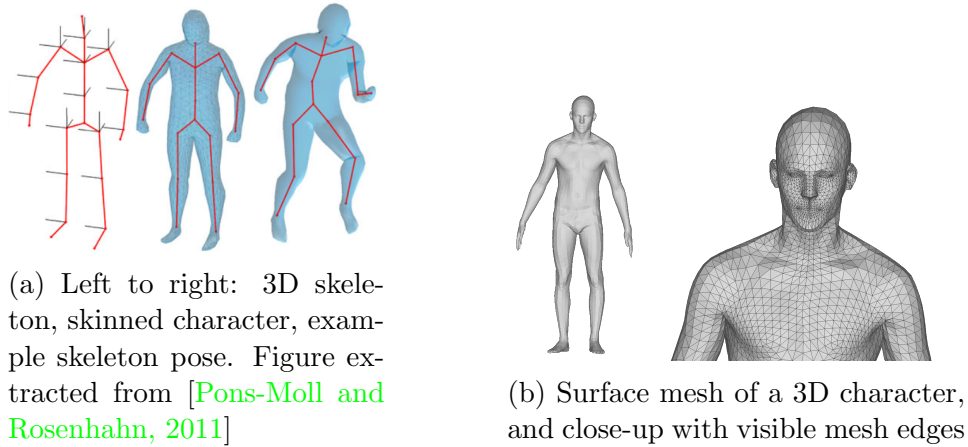 (a) Left to right: 3D skele-
ton, skinned character, exam-
ple skeleton pose. Figure ex-
tracted from [Pons-Moll and
Rosenhahn, 2011]
(b) Surface mesh of a 3D character,
and close-up with visible mesh edges